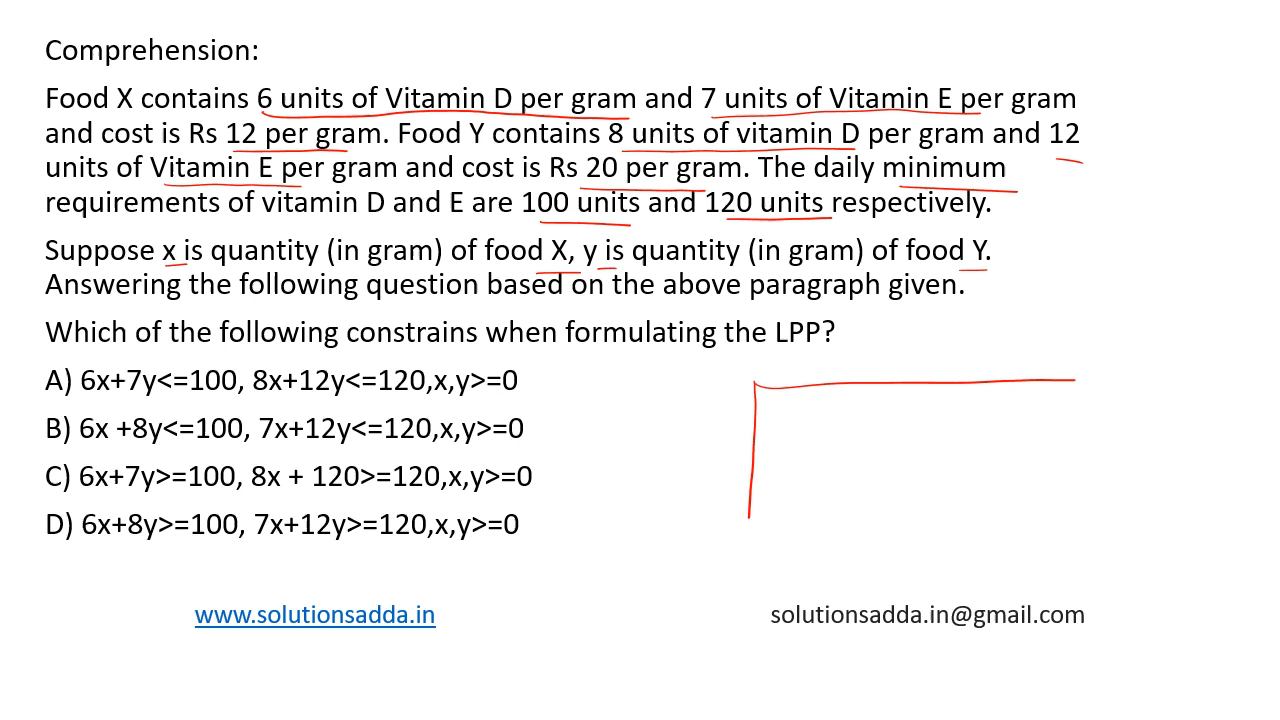 Comprehension:
Food X contains 6 units of Vitamin D per gram and 7 units of Vitamin E per gram
and cost is Rs 12 per gram. Food Y contains 8 units of vitamin D per gram and 12
units of Vitamin E per gram and cost is Rs 20 per gram. The daily minimum
requirements of vitamin D and E are 100 units and 120 units respectively.
Suppose x is quantity (in gram) of food X, y is quantity (in gram) of food Y.
Answering the following question based on the above paragraph given.
Which of the following constrains when formulating the LPP?
A) 6x+7y<=100, 8x+12y<=120,x,y>=0
B) 6x +8y<=100, 7x+12y<=120,x,y>=0
C) 6x+7y>=100, 8x + 120>=120,x,y>=0
D) 6x+8y>=100, 7x+12y>=120,x,y>=0
www.solutionsadda.in
solutionsadda.in@gmail.com